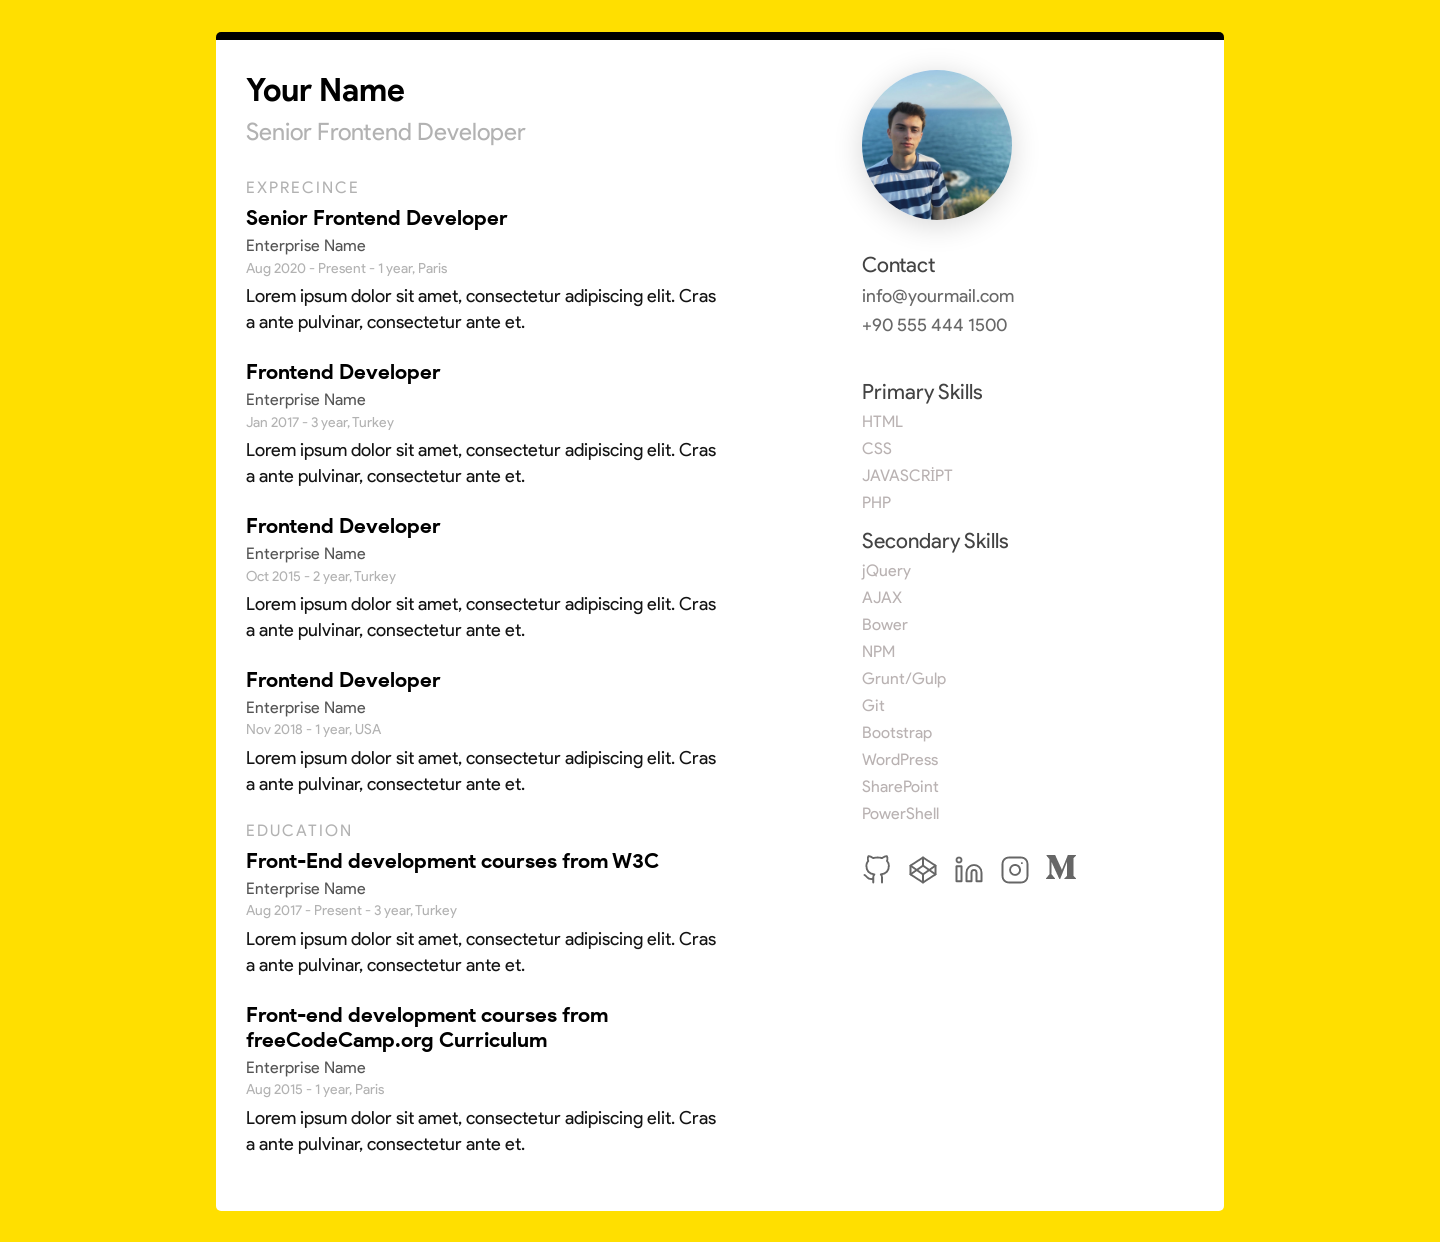 Your Name
Senior Frontend Developer
EXPRECINCE
Senior Frontend Developer
Enterprise Name
Aug 2020 - Present - 1 year, Paris
Lorem ipsum dolor sit amet, consectetur adipiscing elit. Cras
a ante pulvinar, consectetur ante et.
Frontend Developer
Enterprise Name
Jan 2017 - 3 year, Turkey
Lorem ipsum dolor sit amet, consectetur adipiscing elit. Cras
a ante pulvinar, consectetur ante et.
Frontend Developer
Enterprise Name
Oct 2015 - 2 year, Turkey
Lorem ipsum dolor sit amet, consectetur adipiscing elit. Cras
a ante pulvinar, consectetur ante et.
Frontend Developer
Enterprise Name
Nov 2018 - 1 year, USA
Lorem ipsum dolor sit amet, consectetur adipiscing elit. Cras
a ante pulvinar, consectetur ante et.
EDUCATION
Front-End development courses from W3C
Enterprise Name
Aug 2017 - Present - 3 year, Turkey
Lorem ipsum dolor sit amet, consectetur adipiscing elit. Cras
a ante pulvinar, consectetur ante et.
Front-end development courses from
freeCodeCamp.org Curriculum
Enterprise Name
Aug 2015 - 1 year, Paris
Lorem ipsum dolor sit amet, consectetur adipiscing elit. Cras
a ante pulvinar, consectetur ante et.
Contact
info@yourmail.com
+90 555 444 1500
Primary Skills
HTML
CSS
JAVASCRİPT
PHP
Secondary Skills
jQuery
AJAX
Bower
NPM
Grunt/Gulp
Git
Bootstrap
WordPress
SharePoint
PowerShell
in M